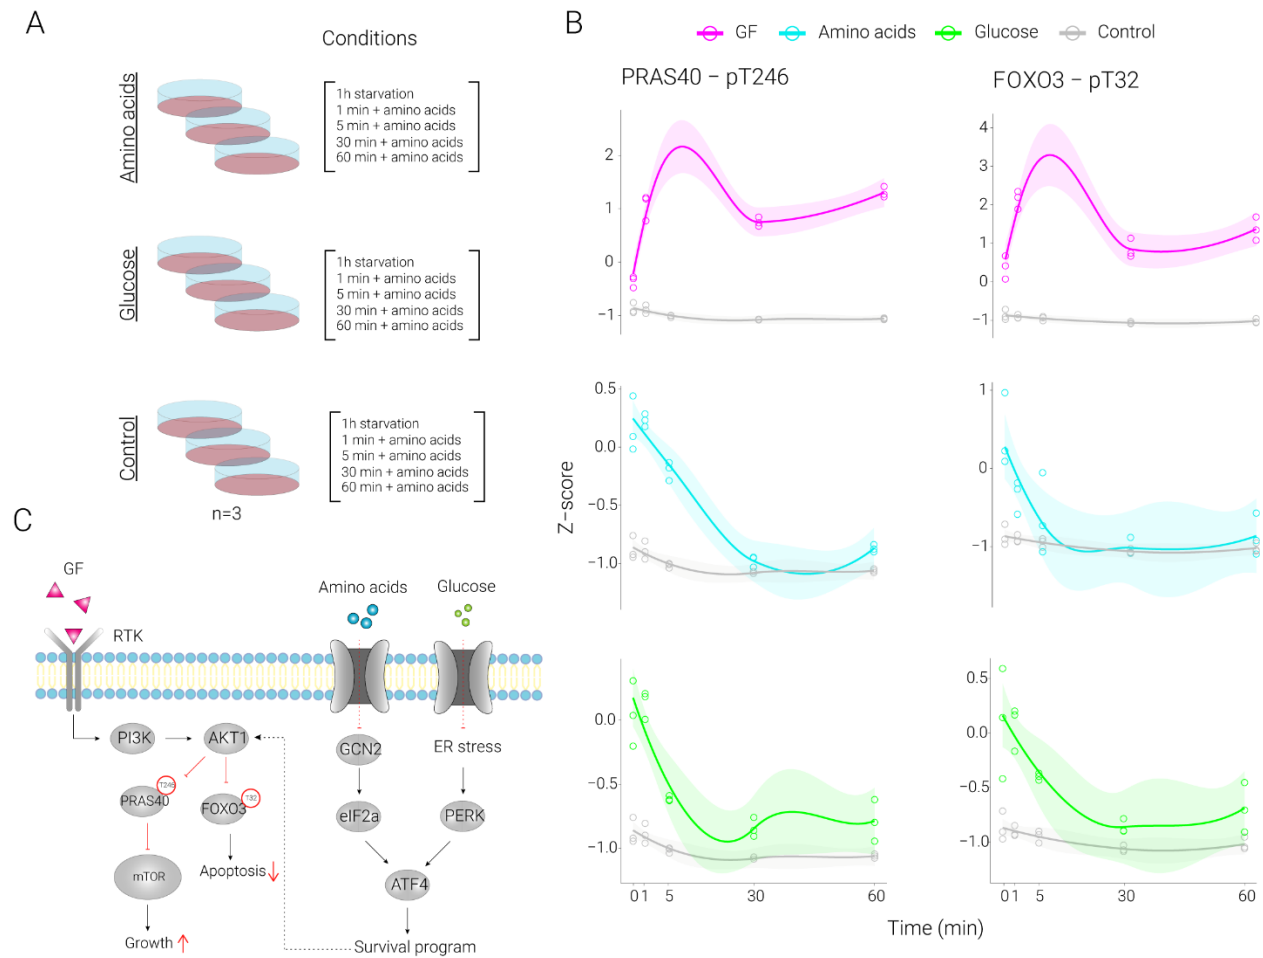 A
Conditions
Amino acids
1h starvation
1 min + amino acids
5 min + amino acids
30 min + amino acids
60 min + amino acids
Glucose
1h starvation
1 min + amino acids
5 min + amino acids
30 min + amino acids
60 min + amino acids
Control
1h starvation
1 min + amino acids
5 min + amino acids
30 min + amino acids
60 min + amino acids
n=3
B
GF Amino acids Glucose Control
PRAS40 – pT246
2
1
0
−1
FOXO3 – pT32
4
3
2
1
0
−1
Z−score
0.5
0.0
−0.5
−1.0
1
0
−1
0.0
−0.5
−1.0
0 1 5 30 60
0.5
0.0
−0.5
−1.0
0 1 5 30 60
Time (min)
C
GF
RTK
Amino acids
Glucose
PI3K
AKT1
GCN2
ER stress
T246
PRAS40
T32
FOXO3
eIF2a
PERK
mTOR
Apoptosis
ATF4
Growth
Survival program